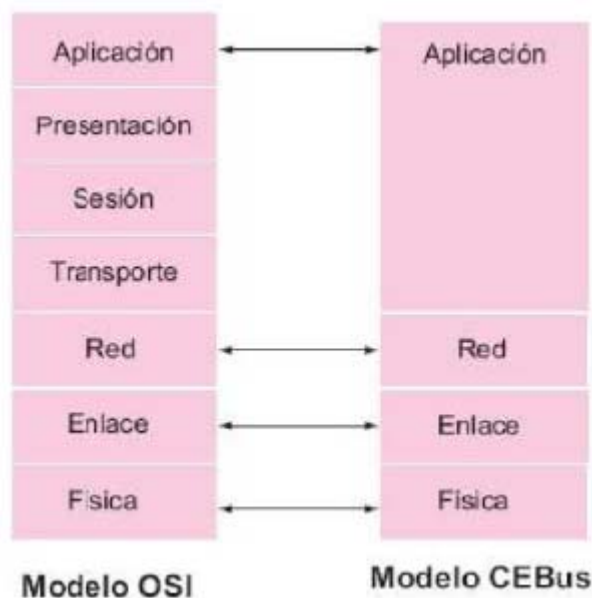 Aplicación
Aplicación
Presentación
Sesión
Transporte
Red
Red
Enlace
Enlace
Física
Física
Modelo OSI
Modelo CEBus